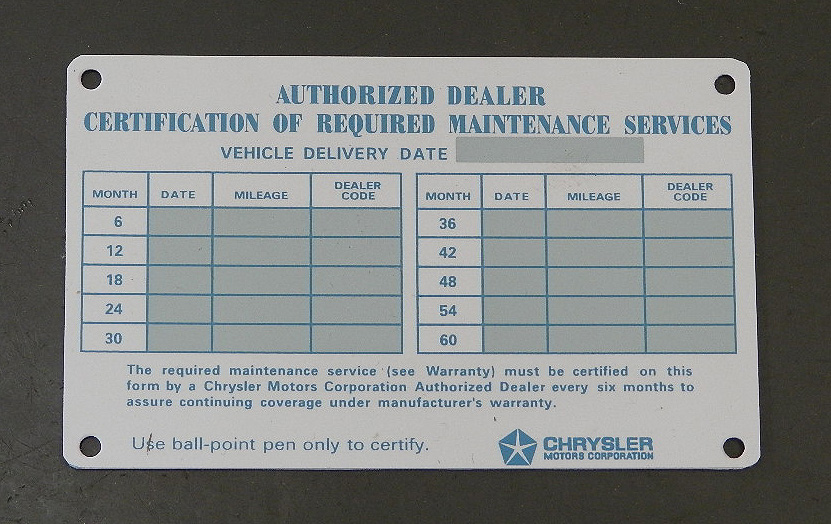 AUTHORIZED DEALER
CERTIFICATION OF REQUIRED MAINTENANCE SERVICES
VEHICLE DELIVERY DATE
MONTH DATE MILEAGE DEALER CODE
6
12
18
24
30
MONTH DATE MILEAGE DEALER CODE
36
42
48
54
60
The required maintenance service (see Warranty) must be certified on this
form by a Chrysler Motors Corporation Authorized Dealer every six months to
assure continuing coverage under manufacturer's warranty.
Use ball-point pen only to certify.
CHRYSLER
MOTORS CORPORATION